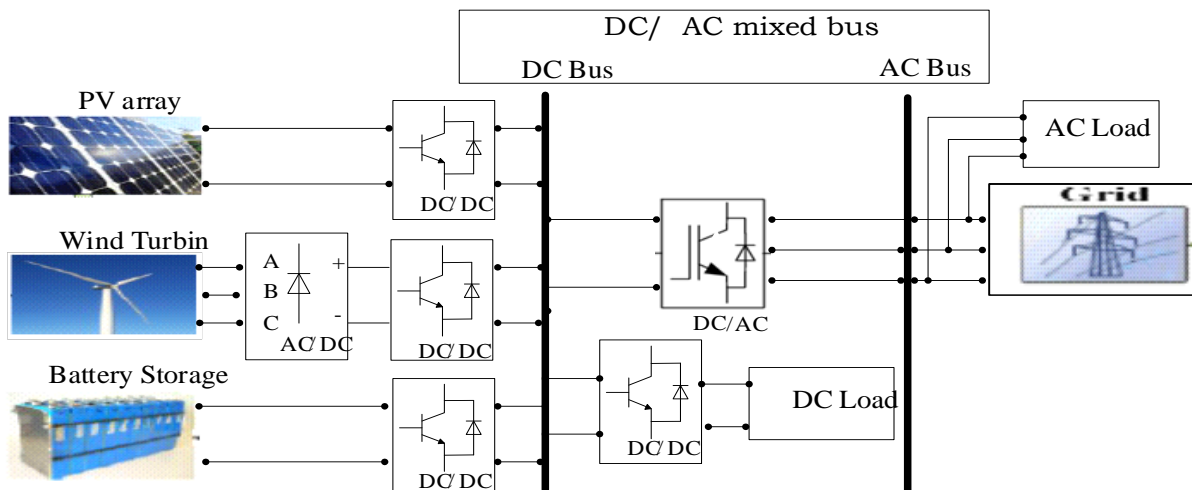 DC/ AC mixed bus
DC Bus
AC Bus
PV array
DC/DC
AC Load
Grid
Wind Turbin
A
B
C
+
-
AC/DC
DC/DC
DC/AC
Battery Storage
DC/DC
DC/DC
DC Load